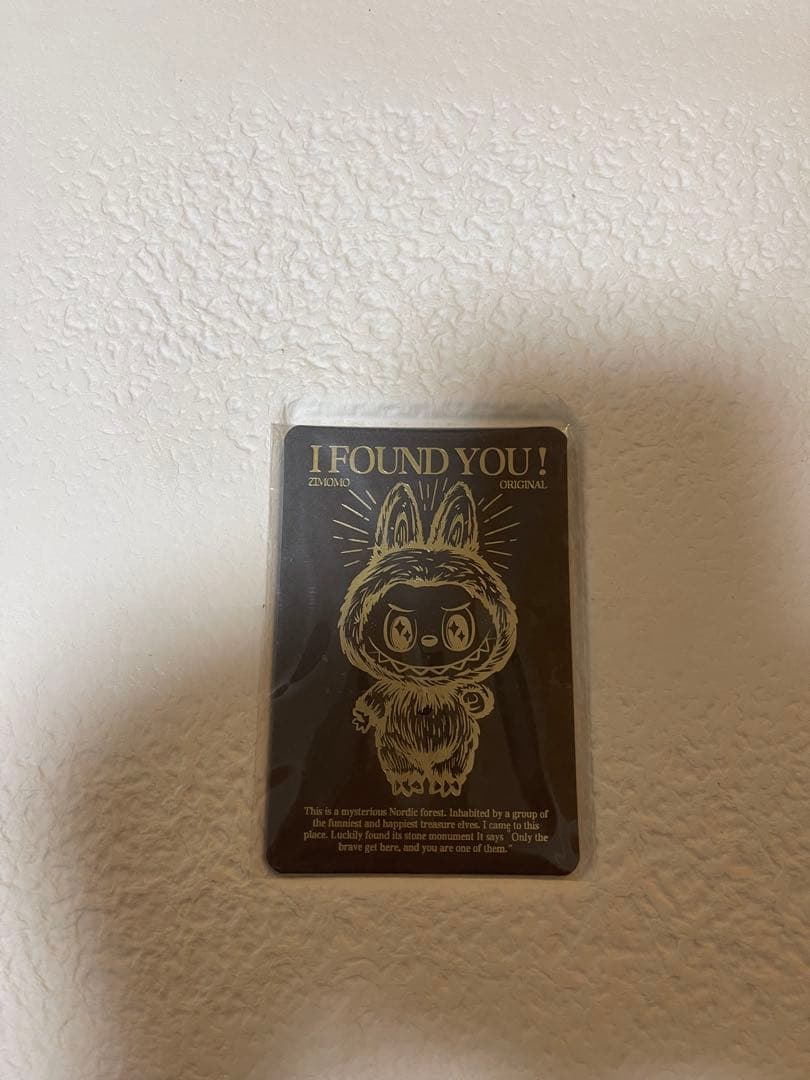 I FOUND YOU !
ZIMOMO ORIGINAL
This is a mysterious Nordic forest. Inhabited by a group of
the funniest and happiest treasure elves. I came to this
place. Luckily found its stone monument It says Only the
brave get here, and you are one of them."